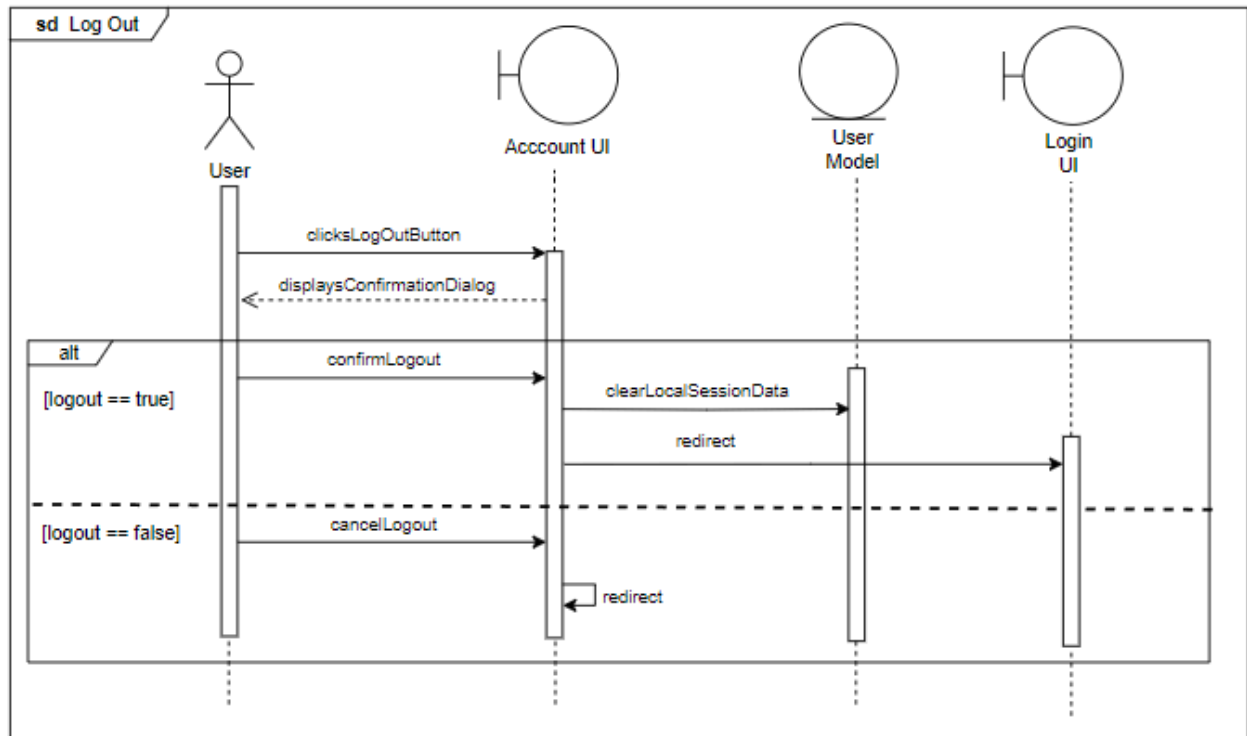 sd Log Out
User
Acccount UI
User
Model
Login
UI
clicksLogOutButton
displaysConfirmationDialog
alt
confirmLogout
[logout == true]
clearLocalSessionData
redirect
[logout == false]
cancelLogout
redirect